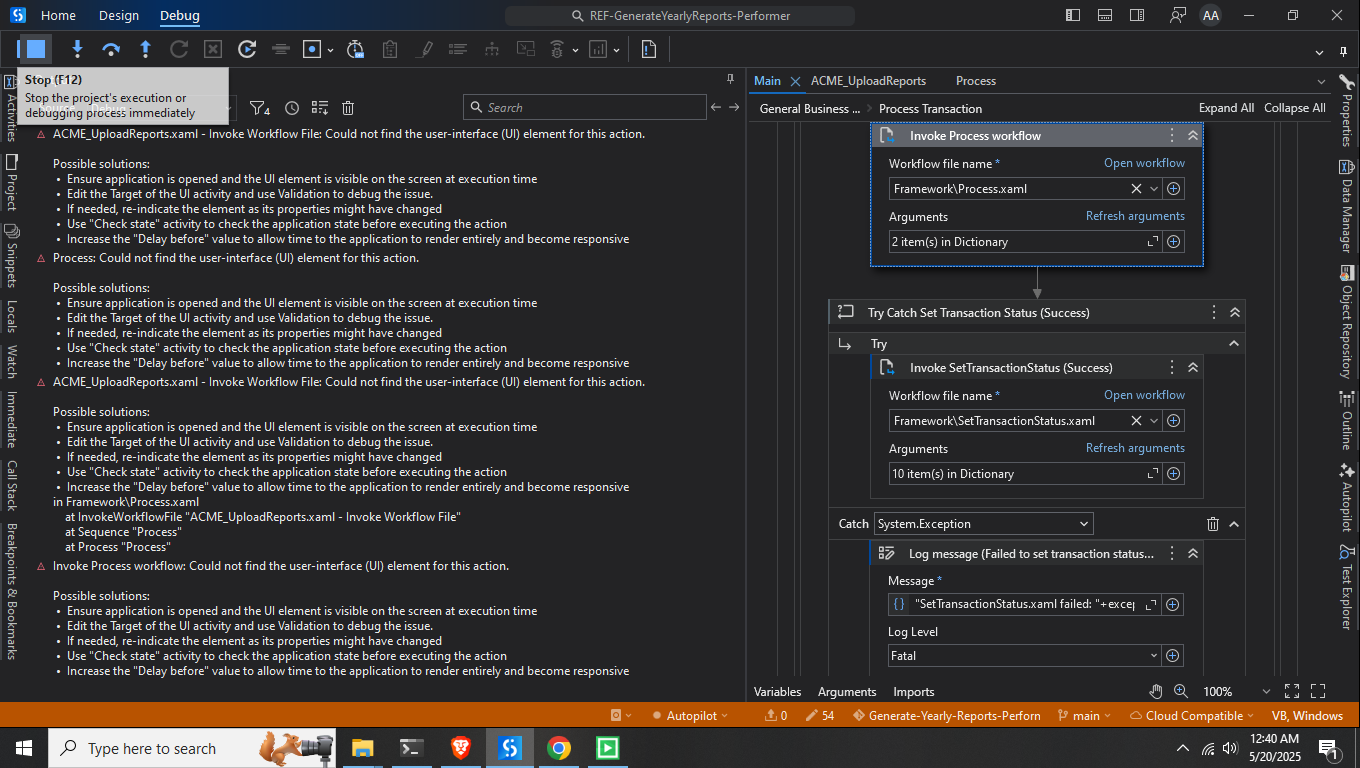 Home
Design
Debug
REF-GenerateYearlyReports-Performer
AA
Stop (F12)
Stop the project's execution or
debugging process immediately
4
Search
ACME_UploadReports.xaml - Invoke Workflow File: Could not find the user-interface (UI) element for this action.
Possible solutions:
• Ensure application is opened and the UI element is visible on the screen at execution time
• Edit the Target of the UI activity and use Validation to debug the issue.
• If needed, re-indicate the element as its properties might have changed
• Use "Check state" activity to check the application state before executing the action
• Increase the "Delay before" value to allow time to the application to render entirely and become responsive
Process: Could not find the user-interface (UI) element for this action.
Possible solutions:
• Ensure application is opened and the UI element is visible on the screen at execution time
• Edit the Target of the UI activity and use Validation to debug the issue.
• If needed, re-indicate the element as its properties might have changed
• Use "Check state" activity to check the application state before executing the action
• Increase the "Delay before" value to allow time to the application to render entirely and become responsive
ACME_UploadReports.xaml - Invoke Workflow File: Could not find the user-interface (UI) element for this action.
Possible solutions:
• Ensure application is opened and the UI element is visible on the screen at execution time
• Edit the Target of the UI activity and use Validation to debug the issue.
• If needed, re-indicate the element as its properties might have changed
• Use "Check state" activity to check the application state before executing the action
• Increase the "Delay before" value to allow time to the application to render entirely and become responsive
in Framework\Process.xaml
at InvokeWorkflowFile "ACME_UploadReports.xaml - Invoke Workflow File"
at Sequence "Process"
at Process "Process"
Invoke Process workflow: Could not find the user-interface (UI) element for this action.
Possible solutions:
• Ensure application is opened and the UI element is visible on the screen at execution time
• Edit the Target of the UI activity and use Validation to debug the issue.
• If needed, re-indicate the element as its properties might have changed
• Use "Check state" activity to check the application state before executing the action
• Increase the "Delay before" value to allow time to the application to render entirely and become responsive
Activities
Project
Snippets
Locals
Watch
Immediate
Call Stack
Breakpoints & Bookmarks
Main
ACME_UploadReports
Process
General Business ...
Process Transaction
Expand All
Collapse All
Invoke Process workflow
Workflow file name *
Open workflow
Framework\Process.xaml
Arguments
Refresh arguments
2 item(s) in Dictionary
Try Catch Set Transaction Status (Success)
Try
Invoke SetTransactionStatus (Success)
Workflow file name *
Open workflow
Framework\SetTransactionStatus.xaml
Arguments
Refresh arguments
10 item(s) in Dictionary
Catch
System.Exception
Log message (Failed to set transaction status...
Message *
"SetTransactionStatus.xaml failed: "+excep
Log Level
Fatal
Variables
Arguments
Imports
100%
Properties
Data Manager
Object Repository
Outline
Autopilot
Test Explorer
Autopilot
0
54
Generate-Yearly-Reports-Perforn
main
Cloud Compatible
VB, Windows
Type here to search
12:40 AM
5/20/2025
1